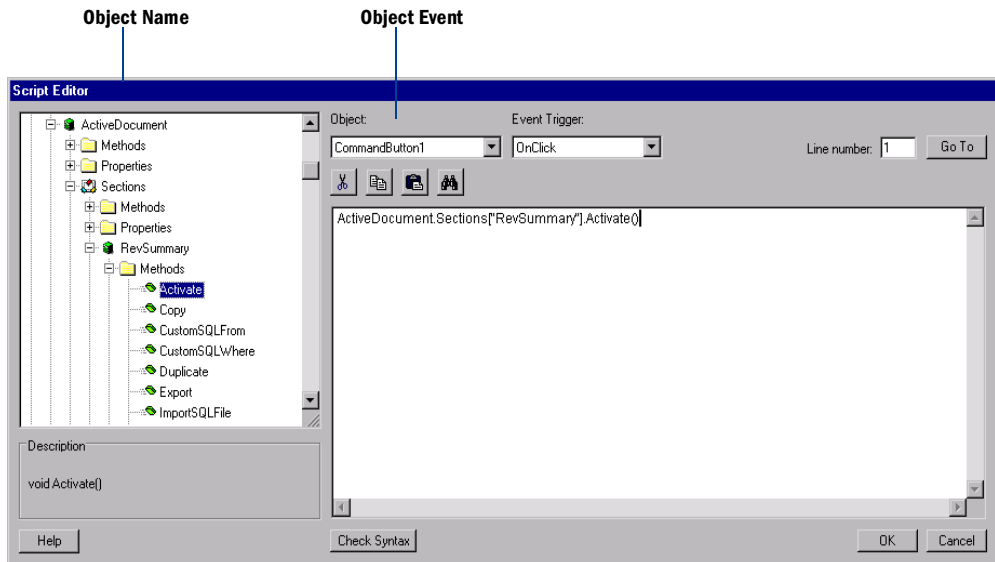 Object Name
Object Event
Script Editor
ActiveDocument
Methods
Properties
Sections
Methods
Properties
RevSummary
Methods
Activate
Copy
CustomSQLFrom
CustomSQLWhere
Duplicate
Export
ImportSQLFile
Description
void Activate()
Help
Object:
Event Trigger:
CommandButton1
OnClick
Line number:
1
Go To
ActiveDocument.Sections["RevSummary"].Activate()
Check Syntax
OK
Cancel